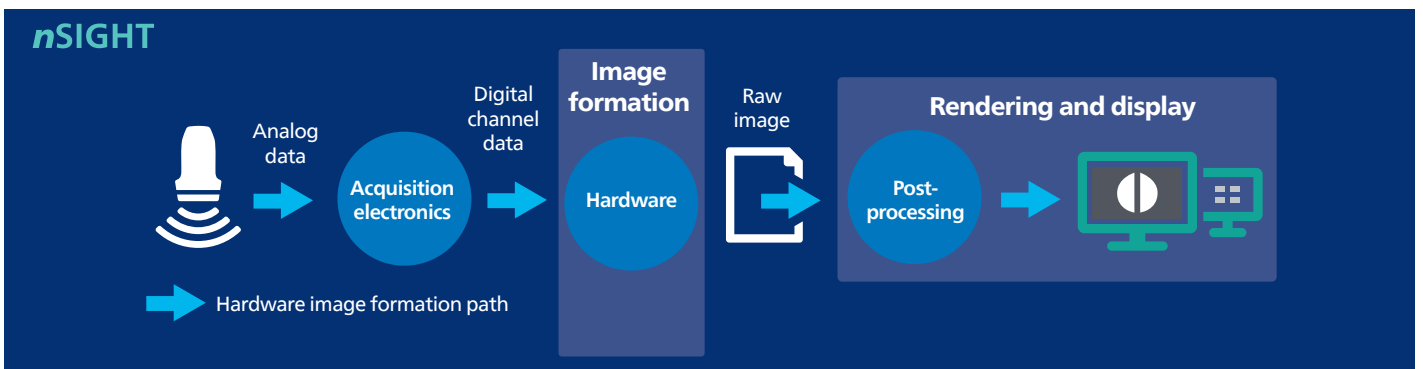 nSIGHT
Analog
data
Acquisition
electronics
Digital
channel
data
Image
formation
Hardware
Raw
image
Rendering and display
Post-
processing
Hardware image formation path